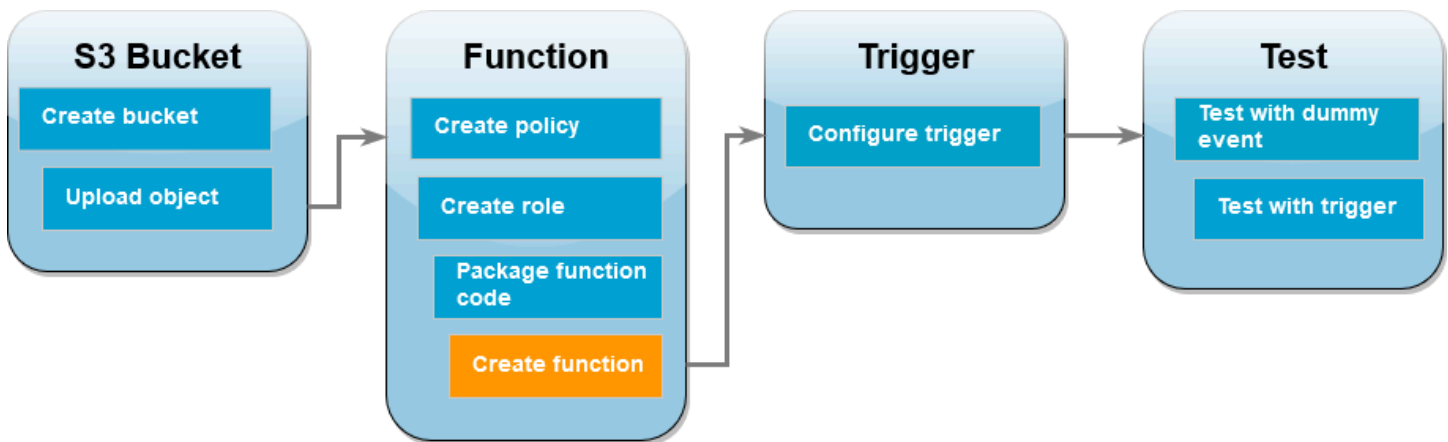 S3 Bucket
Create bucket
Upload object
Function
Create policy
Create role
Package function
code
Create function
Trigger
Configure trigger
Test
Test with dummy
event
Test with trigger